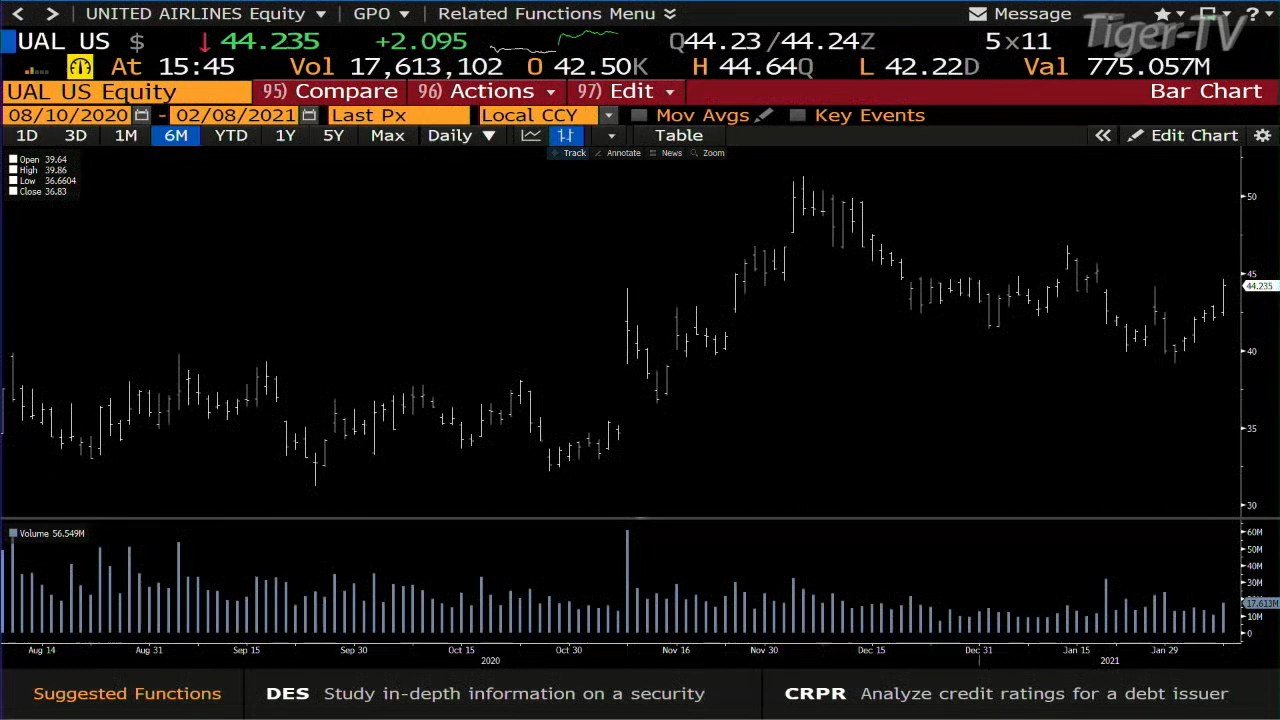 < > UNITED AIRLINES Equity ▼ GPO ▼ Related Functions Menu Message ? Tiger-TV
UAL US $ ↓ 44.235 +2.095 Q44.23/44.24Z 5x11
At 15:45 Vol 17,613,102 O 42.50K H 44.64Q L 42.22D Val 775.057M
UAL US Equity 95) Compare 96) Actions 97) Edit Bar Chart
08/10/2020 - 02/08/2021 Last Px Local CCY Mov Avgs Key Events
1D 3D 1M 6M YTD 1Y 5Y Max Daily ▼ Table « Edit Chart
Track Annotate News Zoom
Open 39.64
High 39.86
Low 36.6604
Close 36.83
50
45
44.235
40
35
30
Volume 56.549M
60M
50M
40M
30M
17.613M
10M
0
Aug 14 Aug 31 Sep 15 Sep 30 Oct 15 Oct 30 Nov 16 Nov 30 Dec 15 Dec 31 Jan 15 Jan 29
2020 2021
Suggested Functions DES Study in-depth information on a security CRPR Analyze credit ratings for a debt issuer